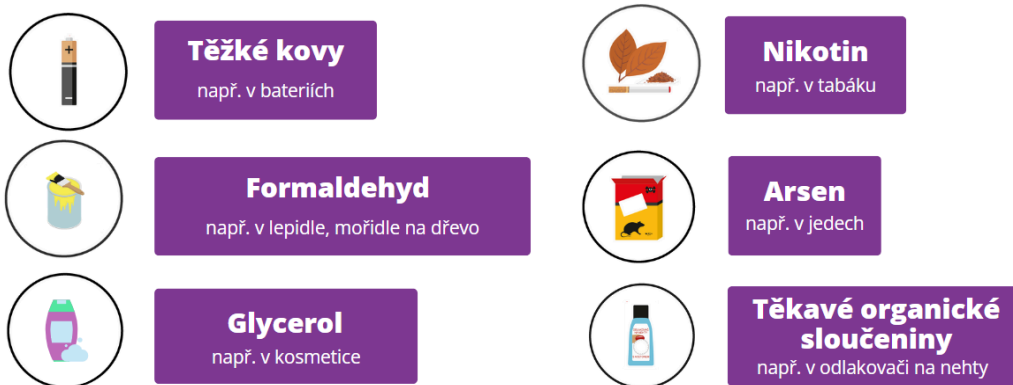 Těžké kovy
např. v bateriích
Nikotin
např. v tabáku
Formaldehyd
např. v lepidle, mořidle na dřevo
Arsen
např. v jedech
Glycerol
např. v kosmetice
Těkavé organické
sloučeniny
např. v odlakovači na nehty